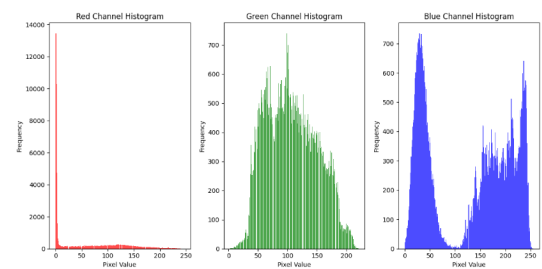 Red Channel Histogram
Frequency
14000
12000
10000
8000
6000
4000
2000
0
0 50 100 150 200 250
Pixel Value
Green Channel Histogram
Frequency
700
600
500
400
300
200
100
0
0 50 100 150 200
Pixel Value
Blue Channel Histogram
Frequency
700
600
500
400
300
200
100
0
0 50 100 150 200 250
Pixel Value